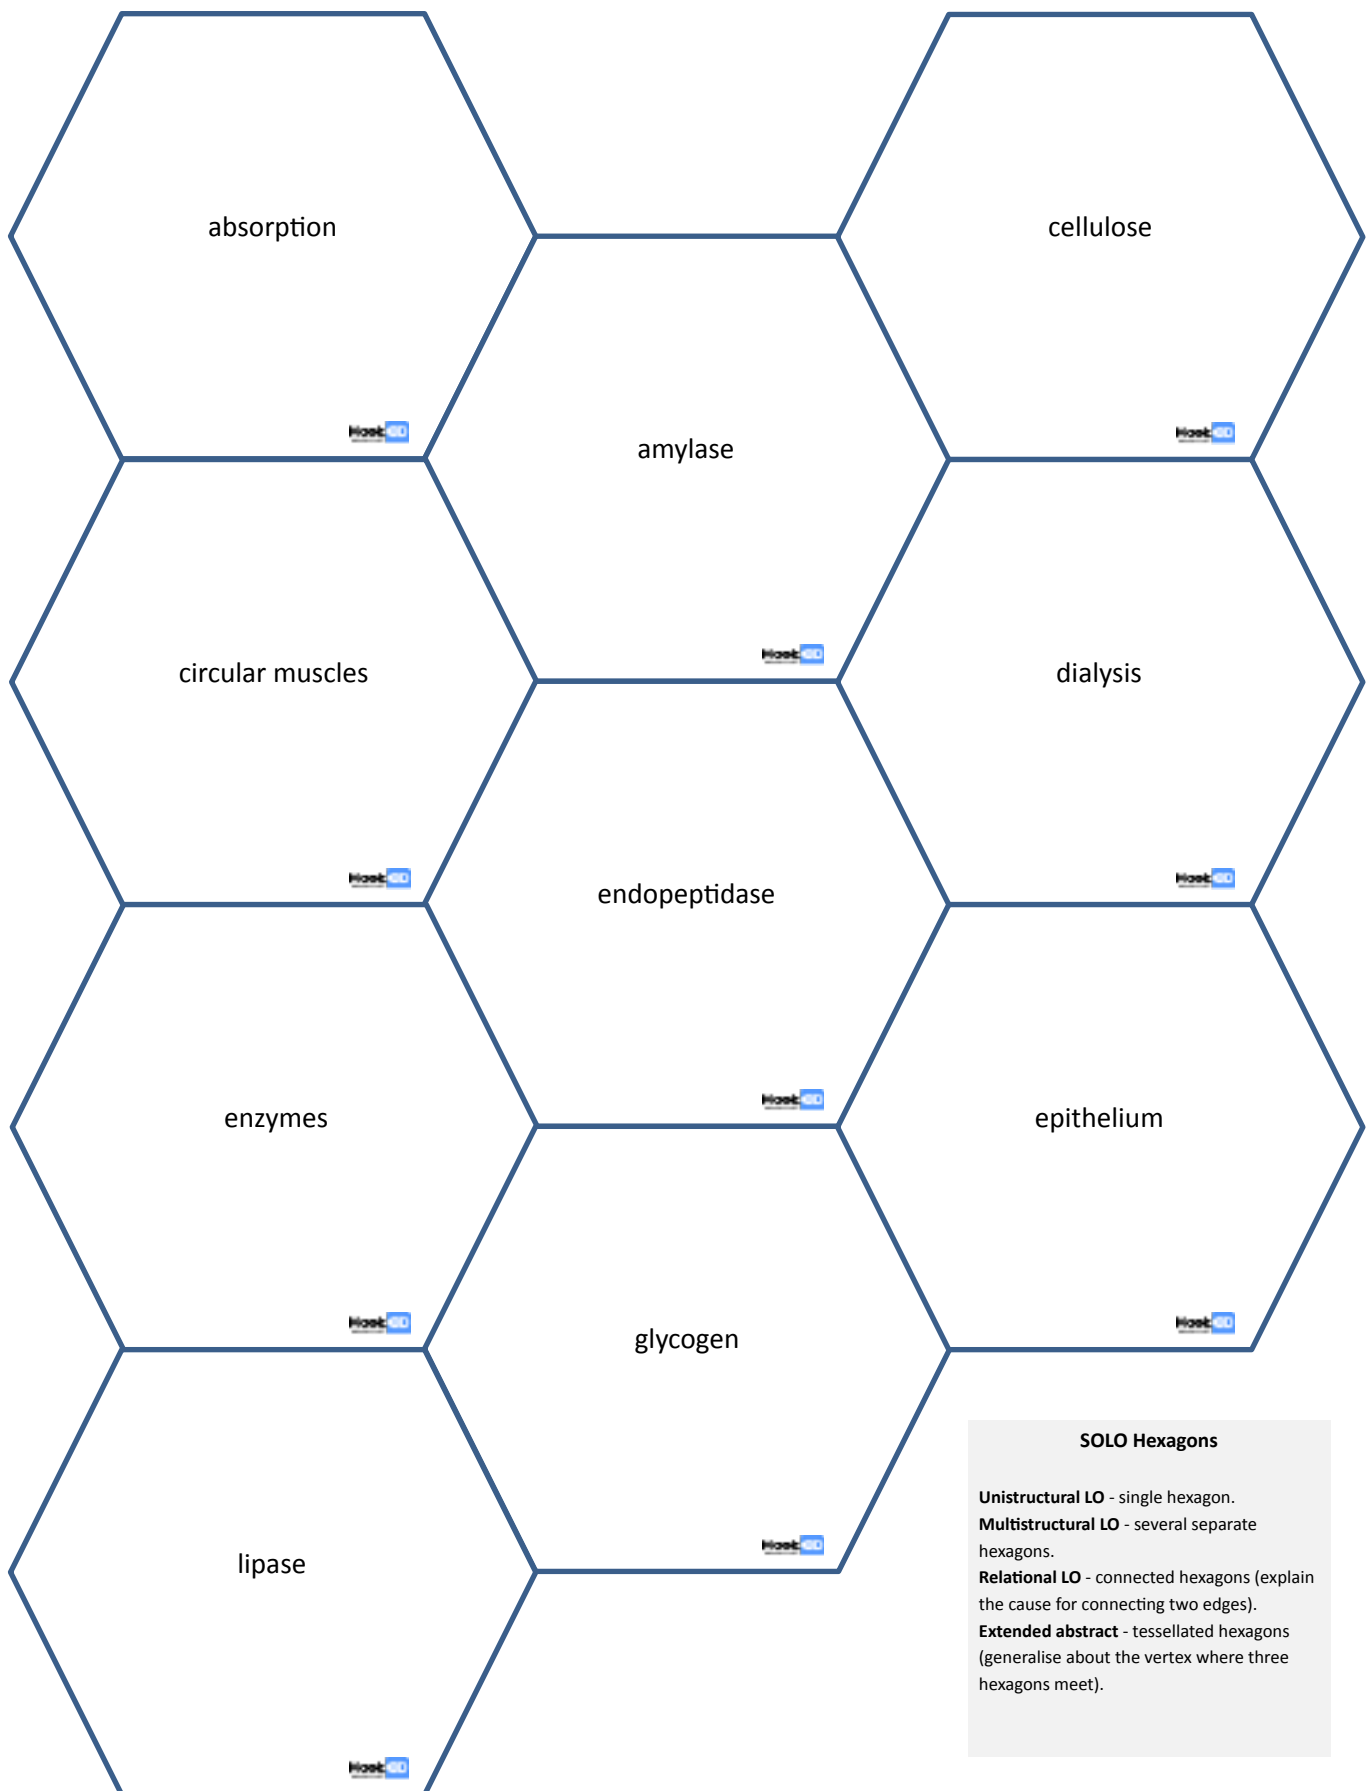 absorption
cellulose
amylase
circular muscles
dialysis
endopeptidase
enzymes
epithelium
glycogen
lipase
SOLO Hexagons
Unistructural LO - single hexagon.
Multistructural LO - several separate
hexagons.
Relational LO - connected hexagons (explain
the cause for connecting two edges).
Extended abstract - tessellated hexagons
(generalise about the vertex where three
hexagons meet).